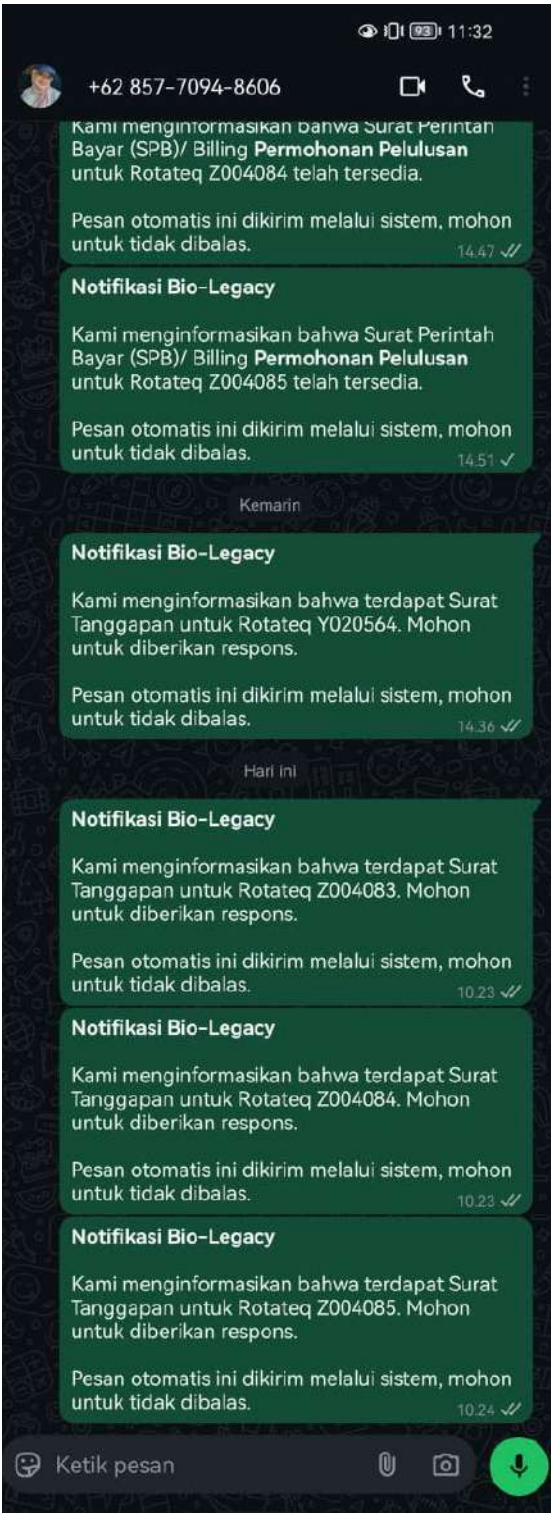 93 11:32
+62 857-7094-8606
Kami menginformasikan bahwa Surat Perintah
Bayar (SPB)/ Billing Permohonan Pelulusan
untuk Rotateq Z004084 telah tersedia.
Pesan otomatis ini dikirim melalui sistem, mohon
untuk tidak dibalas.
14.47
Notifikasi Bio-Legacy
Kami menginformasikan bahwa Surat Perintah
Bayar (SPB)/ Billing Permohonan Pelulusan
untuk Rotateq Z004085 telah tersedia.
Pesan otomatis ini dikirim melalui sistem, mohon
untuk tidak dibalas.
14.51
Kemarin
Notifikasi Bio-Legacy
Kami menginformasikan bahwa terdapat Surat
Tanggapan untuk Rotateq Y020564. Mohon
untuk diberikan respons.
Pesan otomatis ini dikirim melalui sistem, mohon
untuk tidak dibalas.
14.36
Hari ini
Notifikasi Bio-Legacy
Kami menginformasikan bahwa terdapat Surat
Tanggapan untuk Rotateq Z004083. Mohon
untuk diberikan respons.
Pesan otomatis ini dikirim melalui sistem, mohon
untuk tidak dibalas.
10.23
Notifikasi Bio-Legacy
Kami menginformasikan bahwa terdapat Surat
Tanggapan untuk Rotateq Z004084. Mohon
untuk diberikan respons.
Pesan otomatis ini dikirim melalui sistem, mohon
untuk tidak dibalas.
10.23
Notifikasi Bio-Legacy
Kami menginformasikan bahwa terdapat Surat
Tanggapan untuk Rotateq Z004085. Mohon
untuk diberikan respons.
Pesan otomatis ini dikirim melalui sistem, mohon
untuk tidak dibalas.
10.24
Ketik pesan